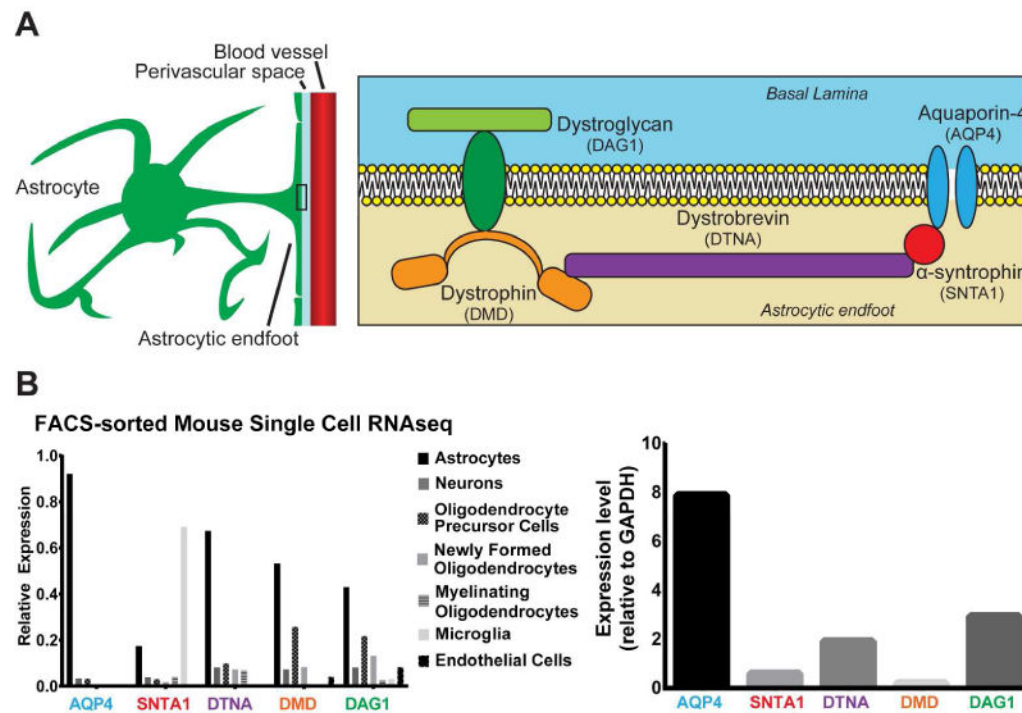 A
Blood vessel
Perivascular space
Astrocyte
Astrocytic endfoot
Basal Lamina
Dystroglycan
(DAG1)
Aquaporin-4
(AQP4)
Dystrobrevin
(DTNA)
Dystrophin
(DMD)
α-syntrophin
(SNTA1)
Astrocytic endfoot
B
FACS-sorted Mouse Single Cell RNAseq
Relative Expression
1.0
0.8
0.6
0.4
0.2
0.0
AQP4 SNTA1 DTNA DMD DAG1
Astrocytes
Neurons
Oligodendrocyte
Precursor Cells
Newly Formed
Oligodendrocytes
Myelinating
Oligodendrocytes
Microglia
Endothelial Cells
Expression level
(relative to GAPDH)
10
8
6
4
2
0
AQP4 SNTA1 DTNA DMD DAG1